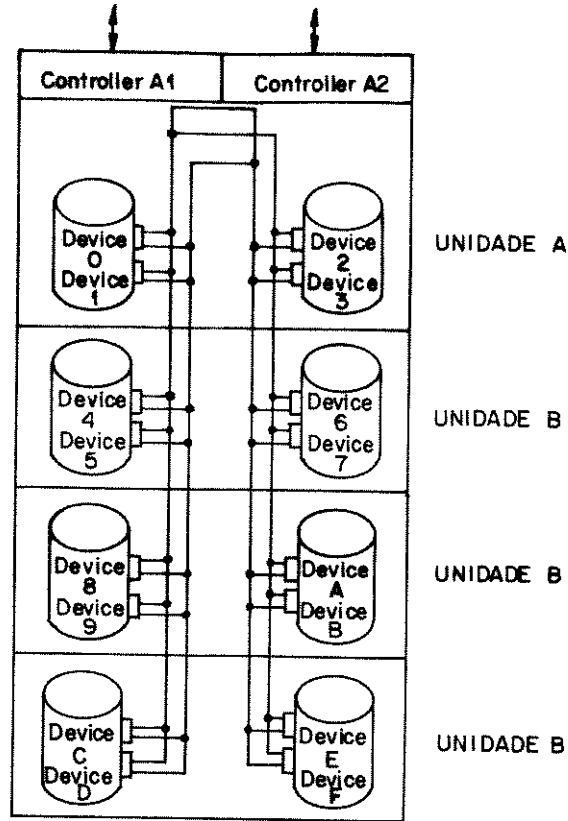 Controller A1
Controller A2
Device
0
Device
1
Device
2
Device
3
UNIDADE A
Device
4
Device
5
Device
6
Device
7
UNIDADE B
Device
8
Device
9
Device
A
Device
B
UNIDADE B
Device
C
Device
D
Device
E
Device
F
UNIDADE B